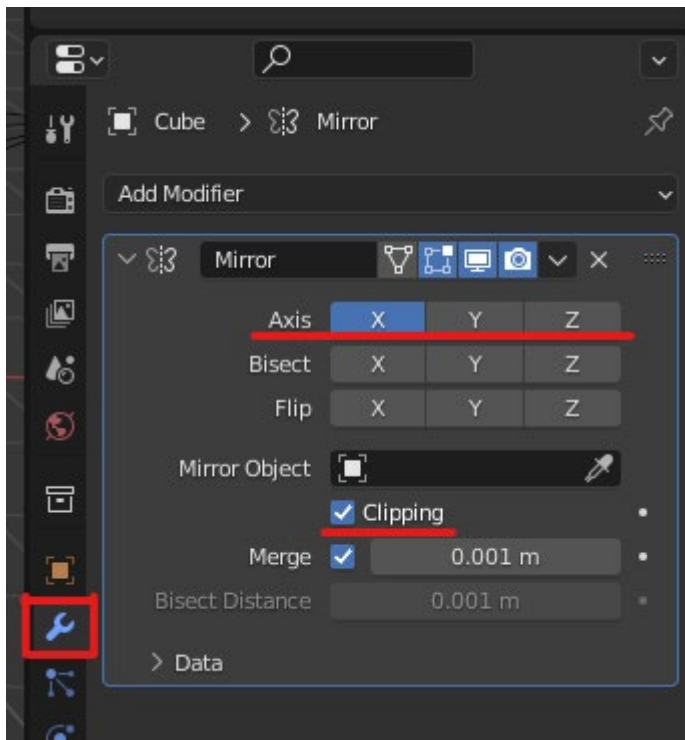 Cube > Mirror
Add Modifier
Mirror
Axis X Y Z
Bisect X Y Z
Flip X Y Z
Mirror Object
Clipping
Merge 0.001 m
Bisect Distance 0.001 m
> Data